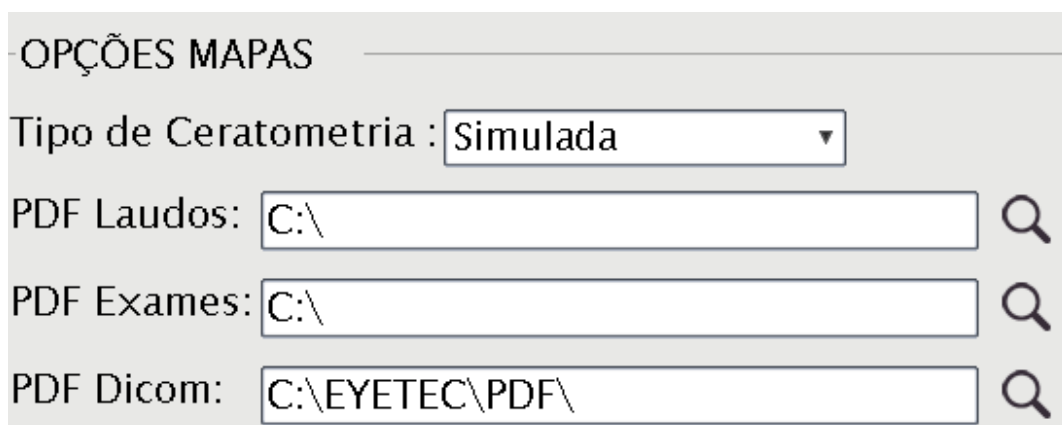 OPÇÕES MAPAS
Tipo de Ceratometria : Simulada
PDF Laudos: C:\
PDF Exames: C:\
PDF Dicom: C:\EYETEC\PDF\